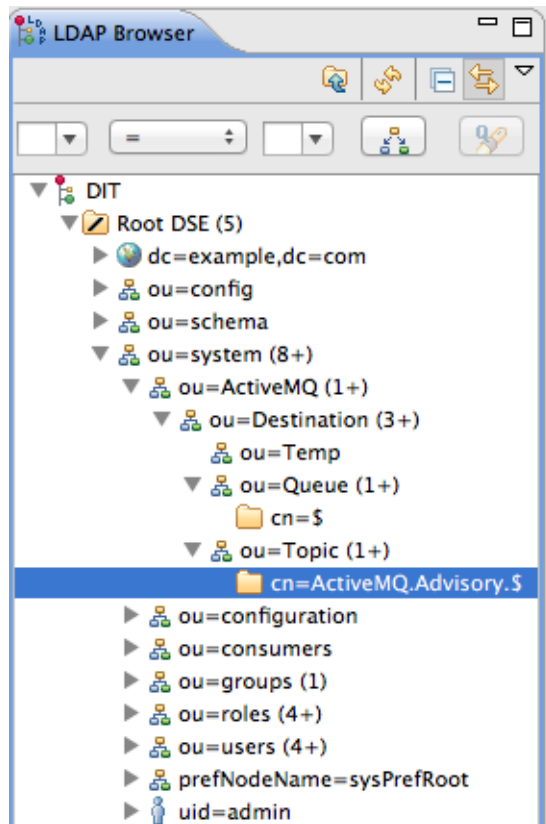 LDAP Browser
=
DIT
Root DSE (5)
dc=example,dc=com
ou=config
ou=schema
ou=system (8+)
ou=ActiveMQ (1+)
ou=Destination (3+)
ou=Temp
ou=Queue (1+)
cn=$
ou=Topic (1+)
cn=ActiveMQ.Advisory.$
ou=configuration
ou=consumers
ou=groups (1)
ou=roles (4+)
ou=users (4+)
prefNodeName=sysPrefRoot
uid=admin